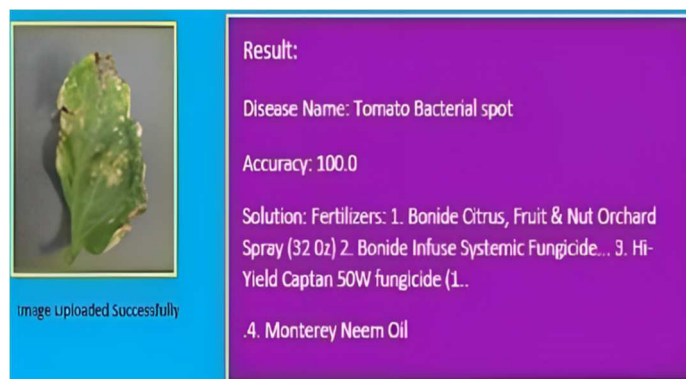 Result:
Disease Name: Tomato Bacterial spot
Accuracy: 100.0
Solution: Fertilizers: 1. Bonide Citrus, Fruit & Nut Orchard
Spray (32 Oz) 2. Bonide Infuse Systemic Fungicide... 3. Hi-
Yield Captan 50W fungicide (1..
.4. Monterey Neem Oil
Image Uploaded Successfully